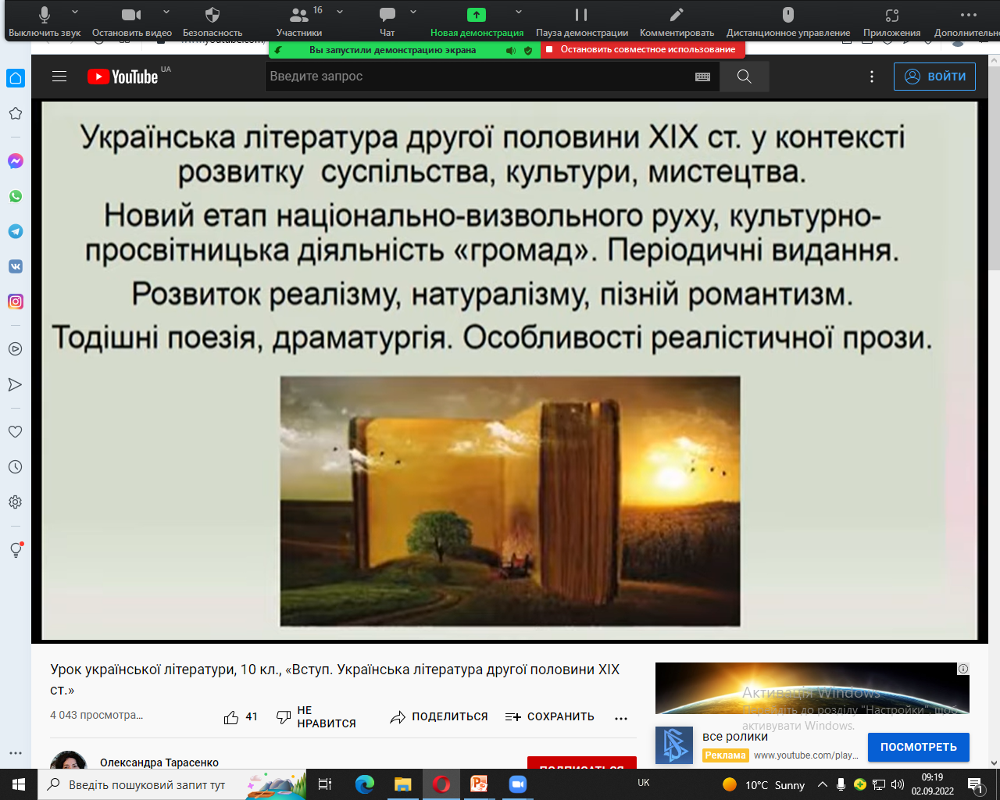 Выключить звук
Остановить видео
Безопасность
Участники
16
Чат
Новая демонстрация
Пауза демонстрации
Комментировать
Дистанционное управление
Приложения
Дополнительно
Вы запустили демонстрацию экрана
Остановить совместное использование
YouTube UA
Введите запрос
ВОЙТИ
Українська література другої половини XIX ст. у контексті
розвитку суспільства, культури, мистецтва.
Новий етап національно-визвольного руху, культурно-
просвітницька діяльність «громад». Періодичні видання.
Розвиток реалізму, натуралізму, пізній романтизм.
Тодішні поезія, драматургія. Особливості реалістичної прози.
Урок української літератури, 10 кл., «Вступ. Українська література другої половини XIX
ст.»
4 043 просмотра...
41
НЕ
НРАВИТСЯ
ПОДЕЛИТЬСЯ
СОХРАНИТЬ
Олександра Тарасенко
Активація Windows
Перейдіть до розділу "Настройки", щоб
активувати Windows.
все ролики
Реклама www.youtube.com/play...
ПОСМОТРЕТЬ
Введіть пошуковий запит тут
UK
10°C Sunny
09:19
02.09.2022
1